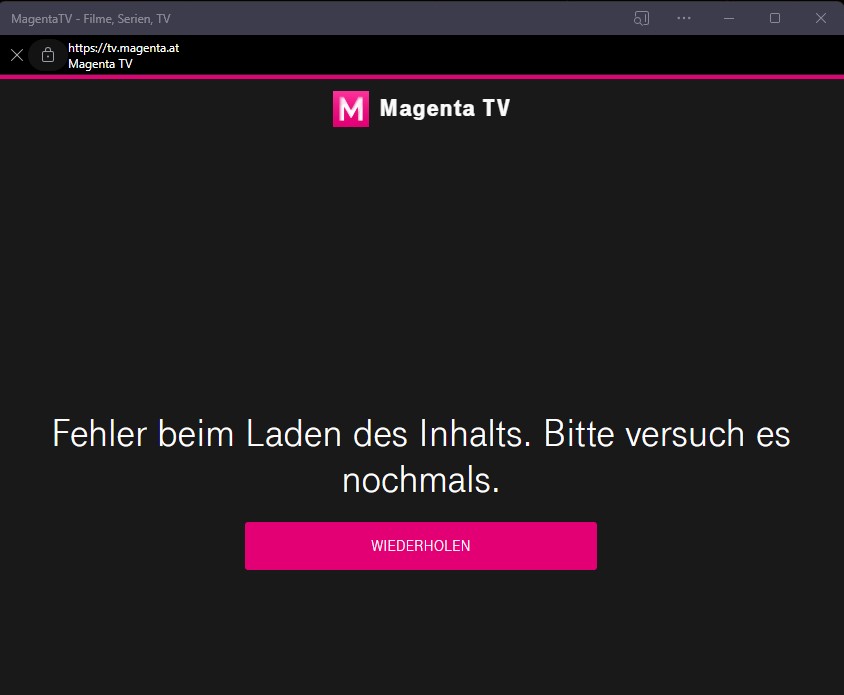 MagentaTV - Filme, Serien, TV
https://tv.magenta.at
Magenta TV
M Magenta TV
Fehler beim Laden des Inhalts. Bitte versuch es
nochmals.
WIEDERHOLEN